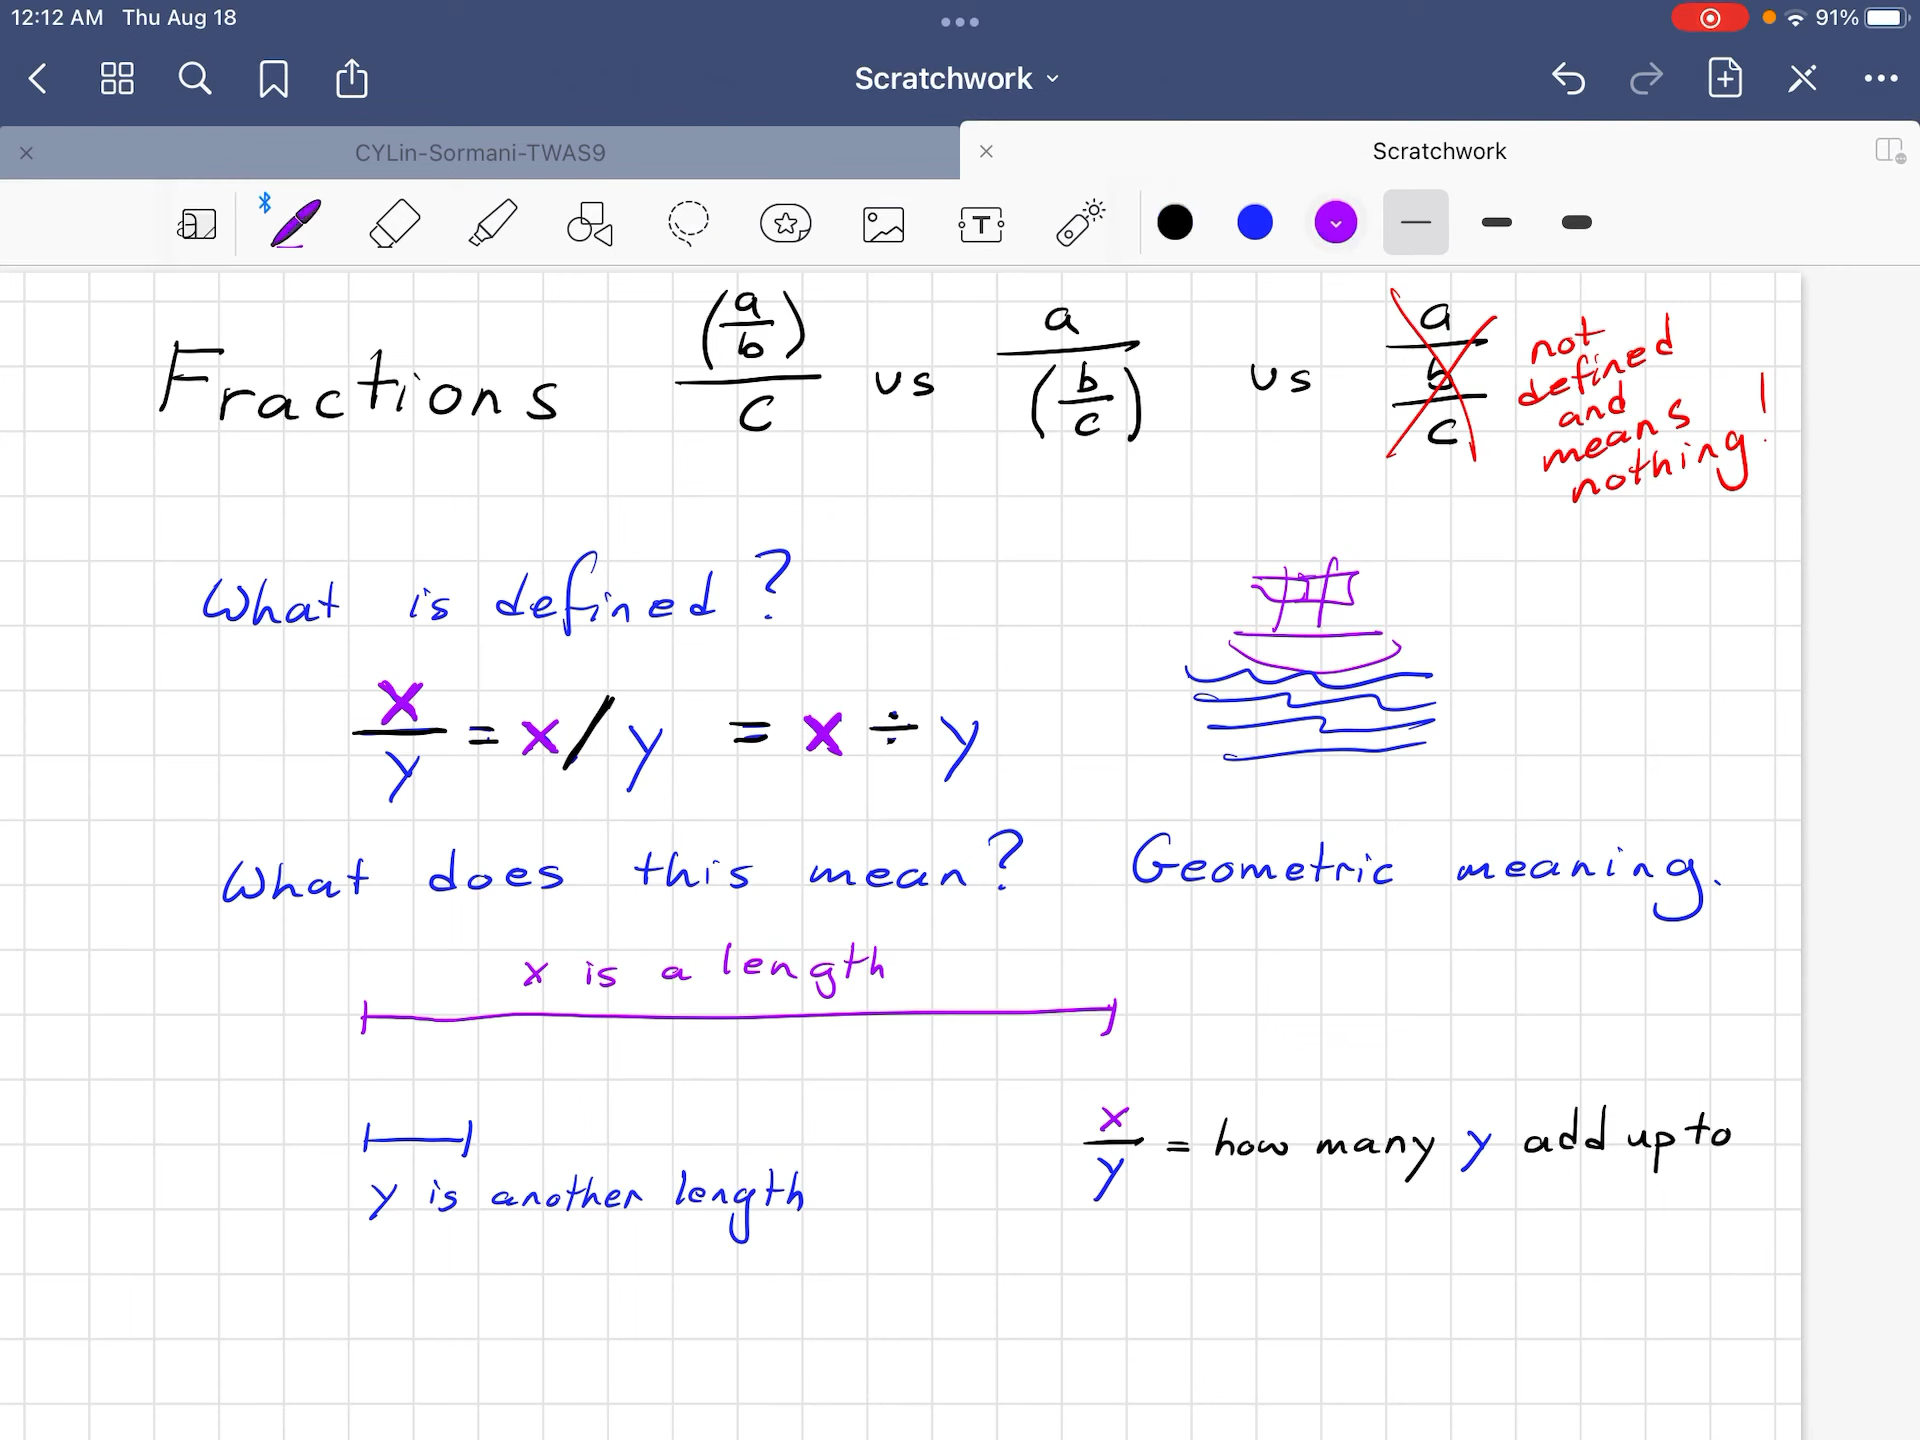 12:12 AM Thu Aug 18
91%
Scratchwork
CYLin-Sormani-TWAS9
Scratchwork
Fractions (a/b)/c vs a/(b/c) vs a/b/c
not
defined
and
means
nothing!
What is defined?
x/y = x/y = x ÷ y
What does this mean? Geometric meaning.
x is a length
y is another length
x/y = how many y add up to